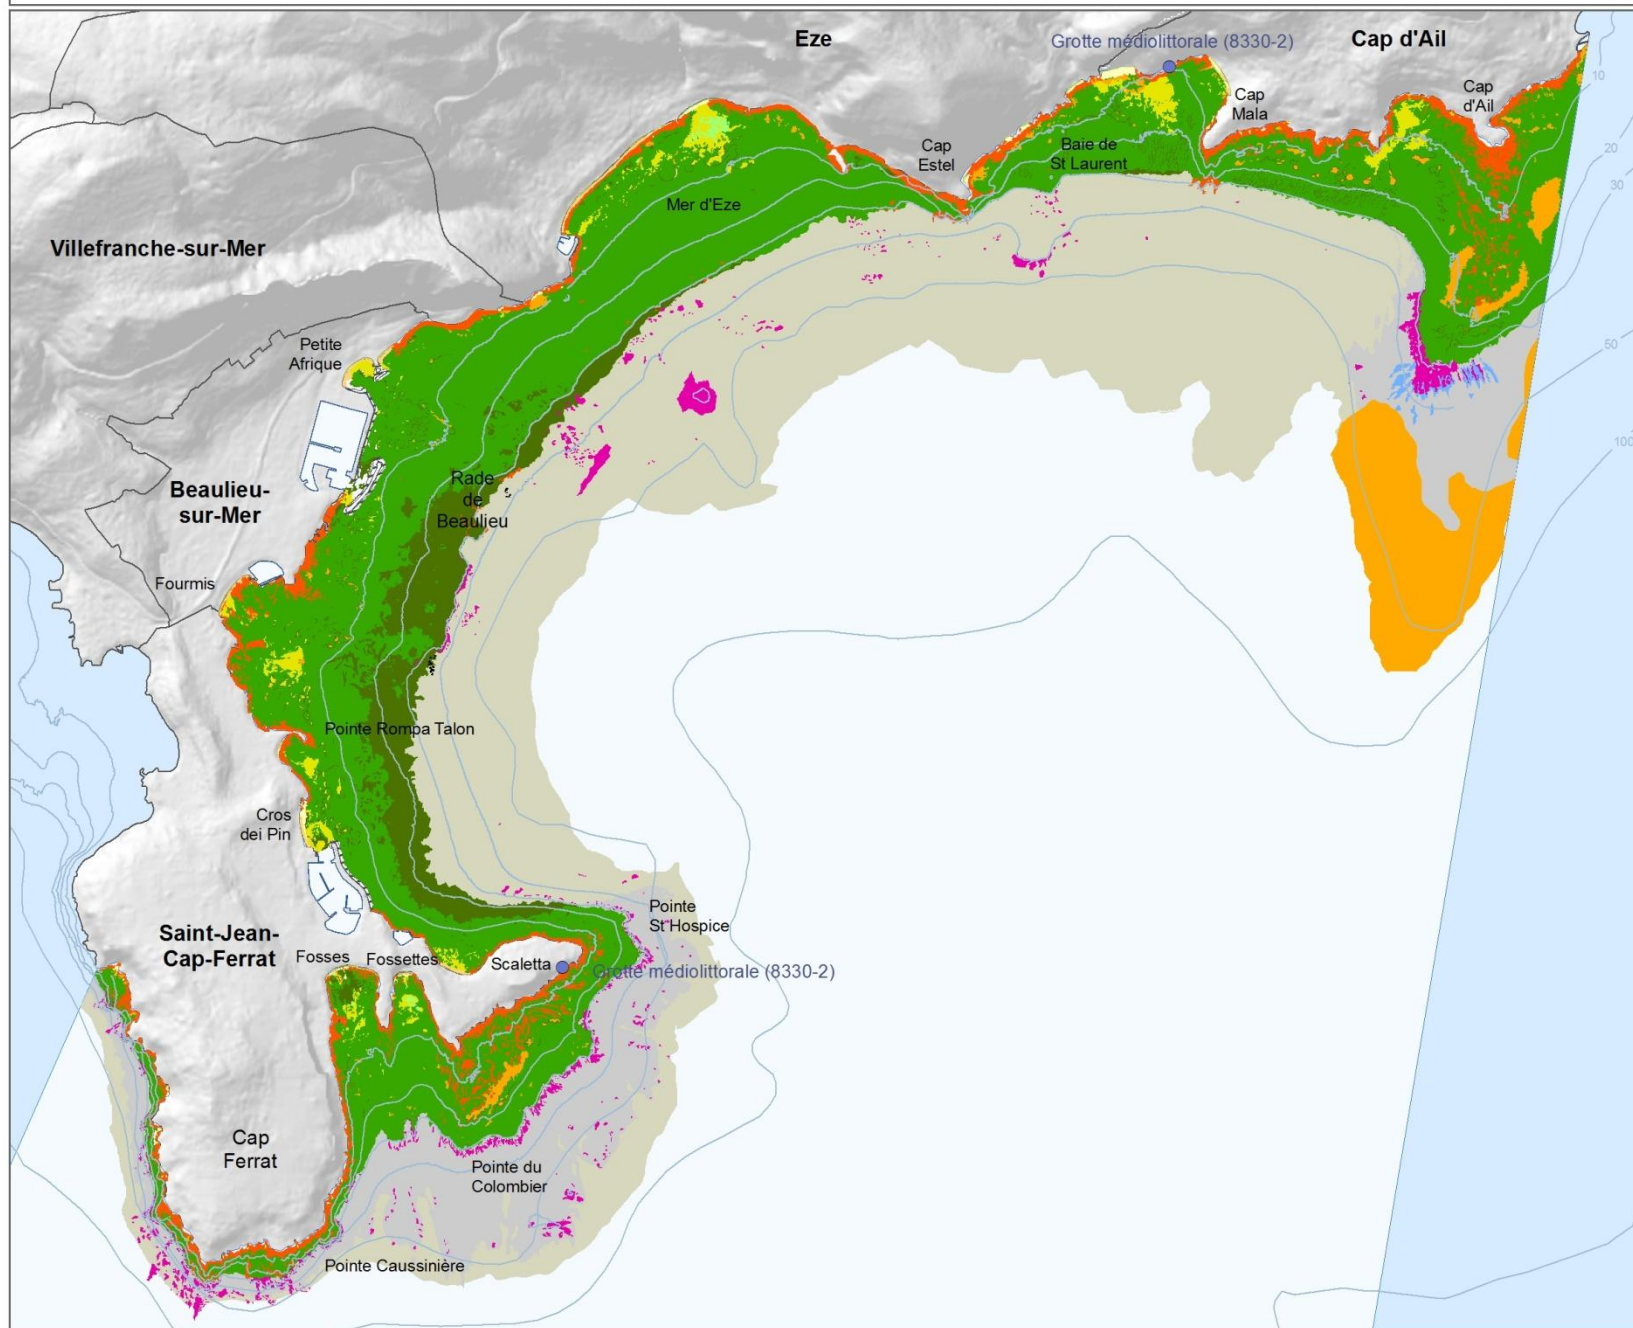 Eze
Grotte médiolittorale (8330-2)
Cap d'Ail
10
Cap
d'Ail
Cap
Mala
Cap
Estel
Baie de
St Laurent
20
30
Mer d'Eze
Villefranche-sur-Mer
Petite
Afrique
50
100
Rade
de
Beaulieu
Beaulieu-
sur-Mer
Fourmis
Pointe Rompa Talon
Cros
dei Pin
Pointe
St Hospice
Saint-Jean-
Cap-Ferrat
Fosses
Fossettes
Scaletta
Grotte médiolittorale (8330-2)
Cap
Ferrat
Pointe du
Colombier
Pointe Caussinière